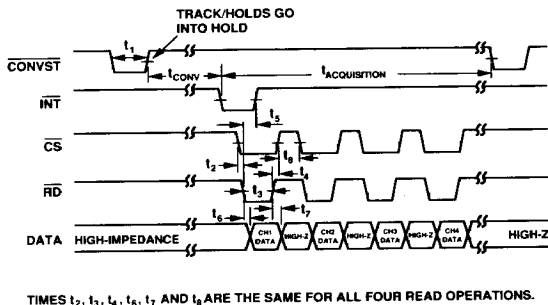 TRACK/HOLDS GO
INTO HOLD
t1
CONVST
tCONV
tACQUISITION
INT
t5
CS
t2
t8
t4
RD
t3
t6
t7
DATA HIGH-IMPEDANCE CH1 DATA HIGH-Z CH2 DATA HIGH-Z CH3 DATA HIGH-Z CH4 DATA HIGH-Z
TIMES t2, t3, t4, t6, t7 AND t8 ARE THE SAME FOR ALL FOUR READ OPERATIONS.